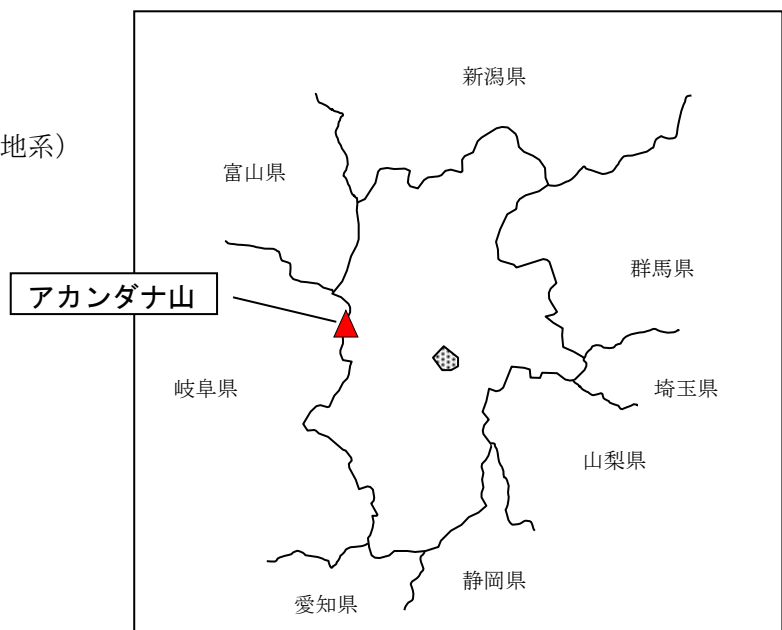 新潟県
地系）
富山県
群馬県
アカンダナ山
岐阜県
埼玉県
山梨県
静岡県
愛知県